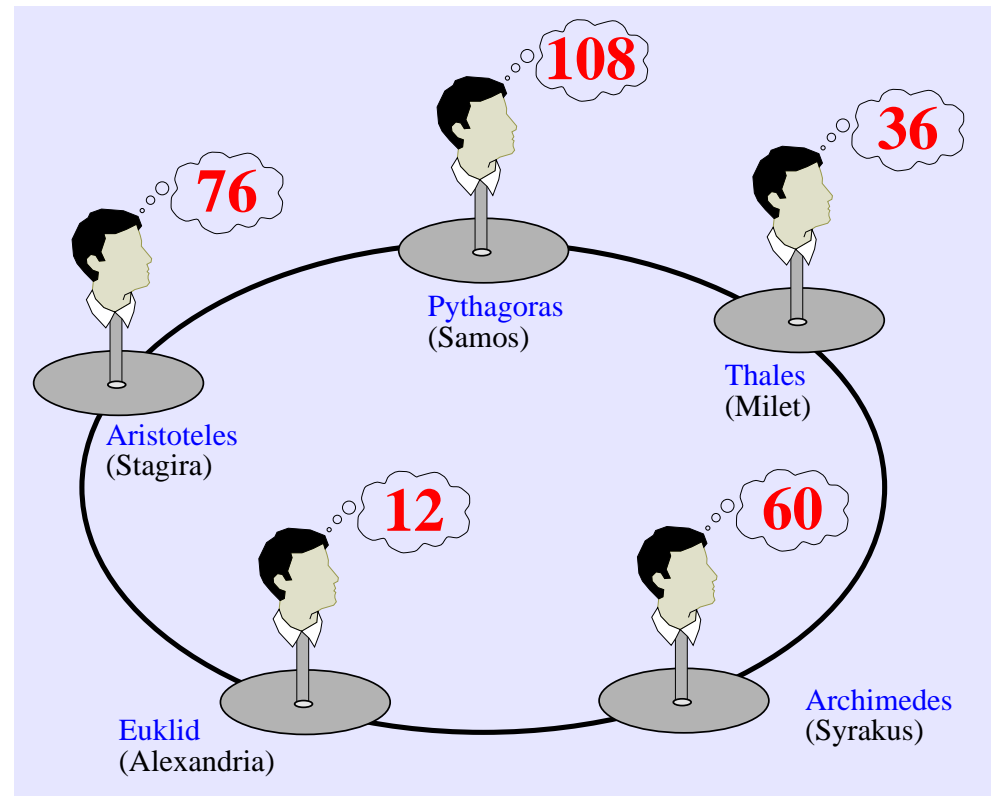 108
36
76
Pythagoras
(Samos)
Thales
(Milet)
Aristoteles
(Stagira)
12
60
Archimedes
(Syrakus)
Euklid
(Alexandria)